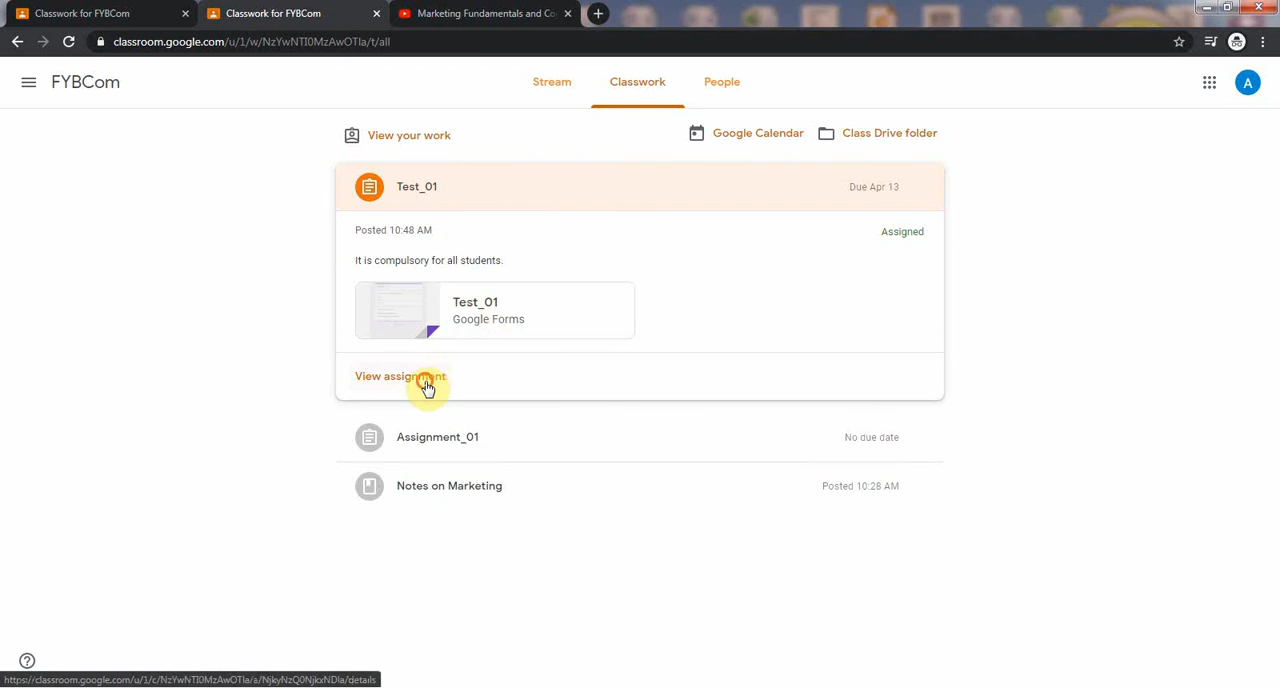 Classwork for FYBCom
Classwork for FYBCom
Marketing Fundamentals and Co
classroom.google.com/u/1/w/NzYwNTI0MzAwOTIa/t/all
FYBCom
Stream
Classwork
People
A
View your work
Google Calendar
Class Drive folder
Test_01
Due Apr 13
Posted 10:48 AM
Assigned
It is compulsory for all students.
Test_01
Google Forms
View assignment
Assignment_01
No due date
Notes on Marketing
Posted 10:28 AM
https://classroom.google.com/u/1/c/NzYwNTI0MzAwOTIa/a/NjkyNzQ0NjkxNDIa/details